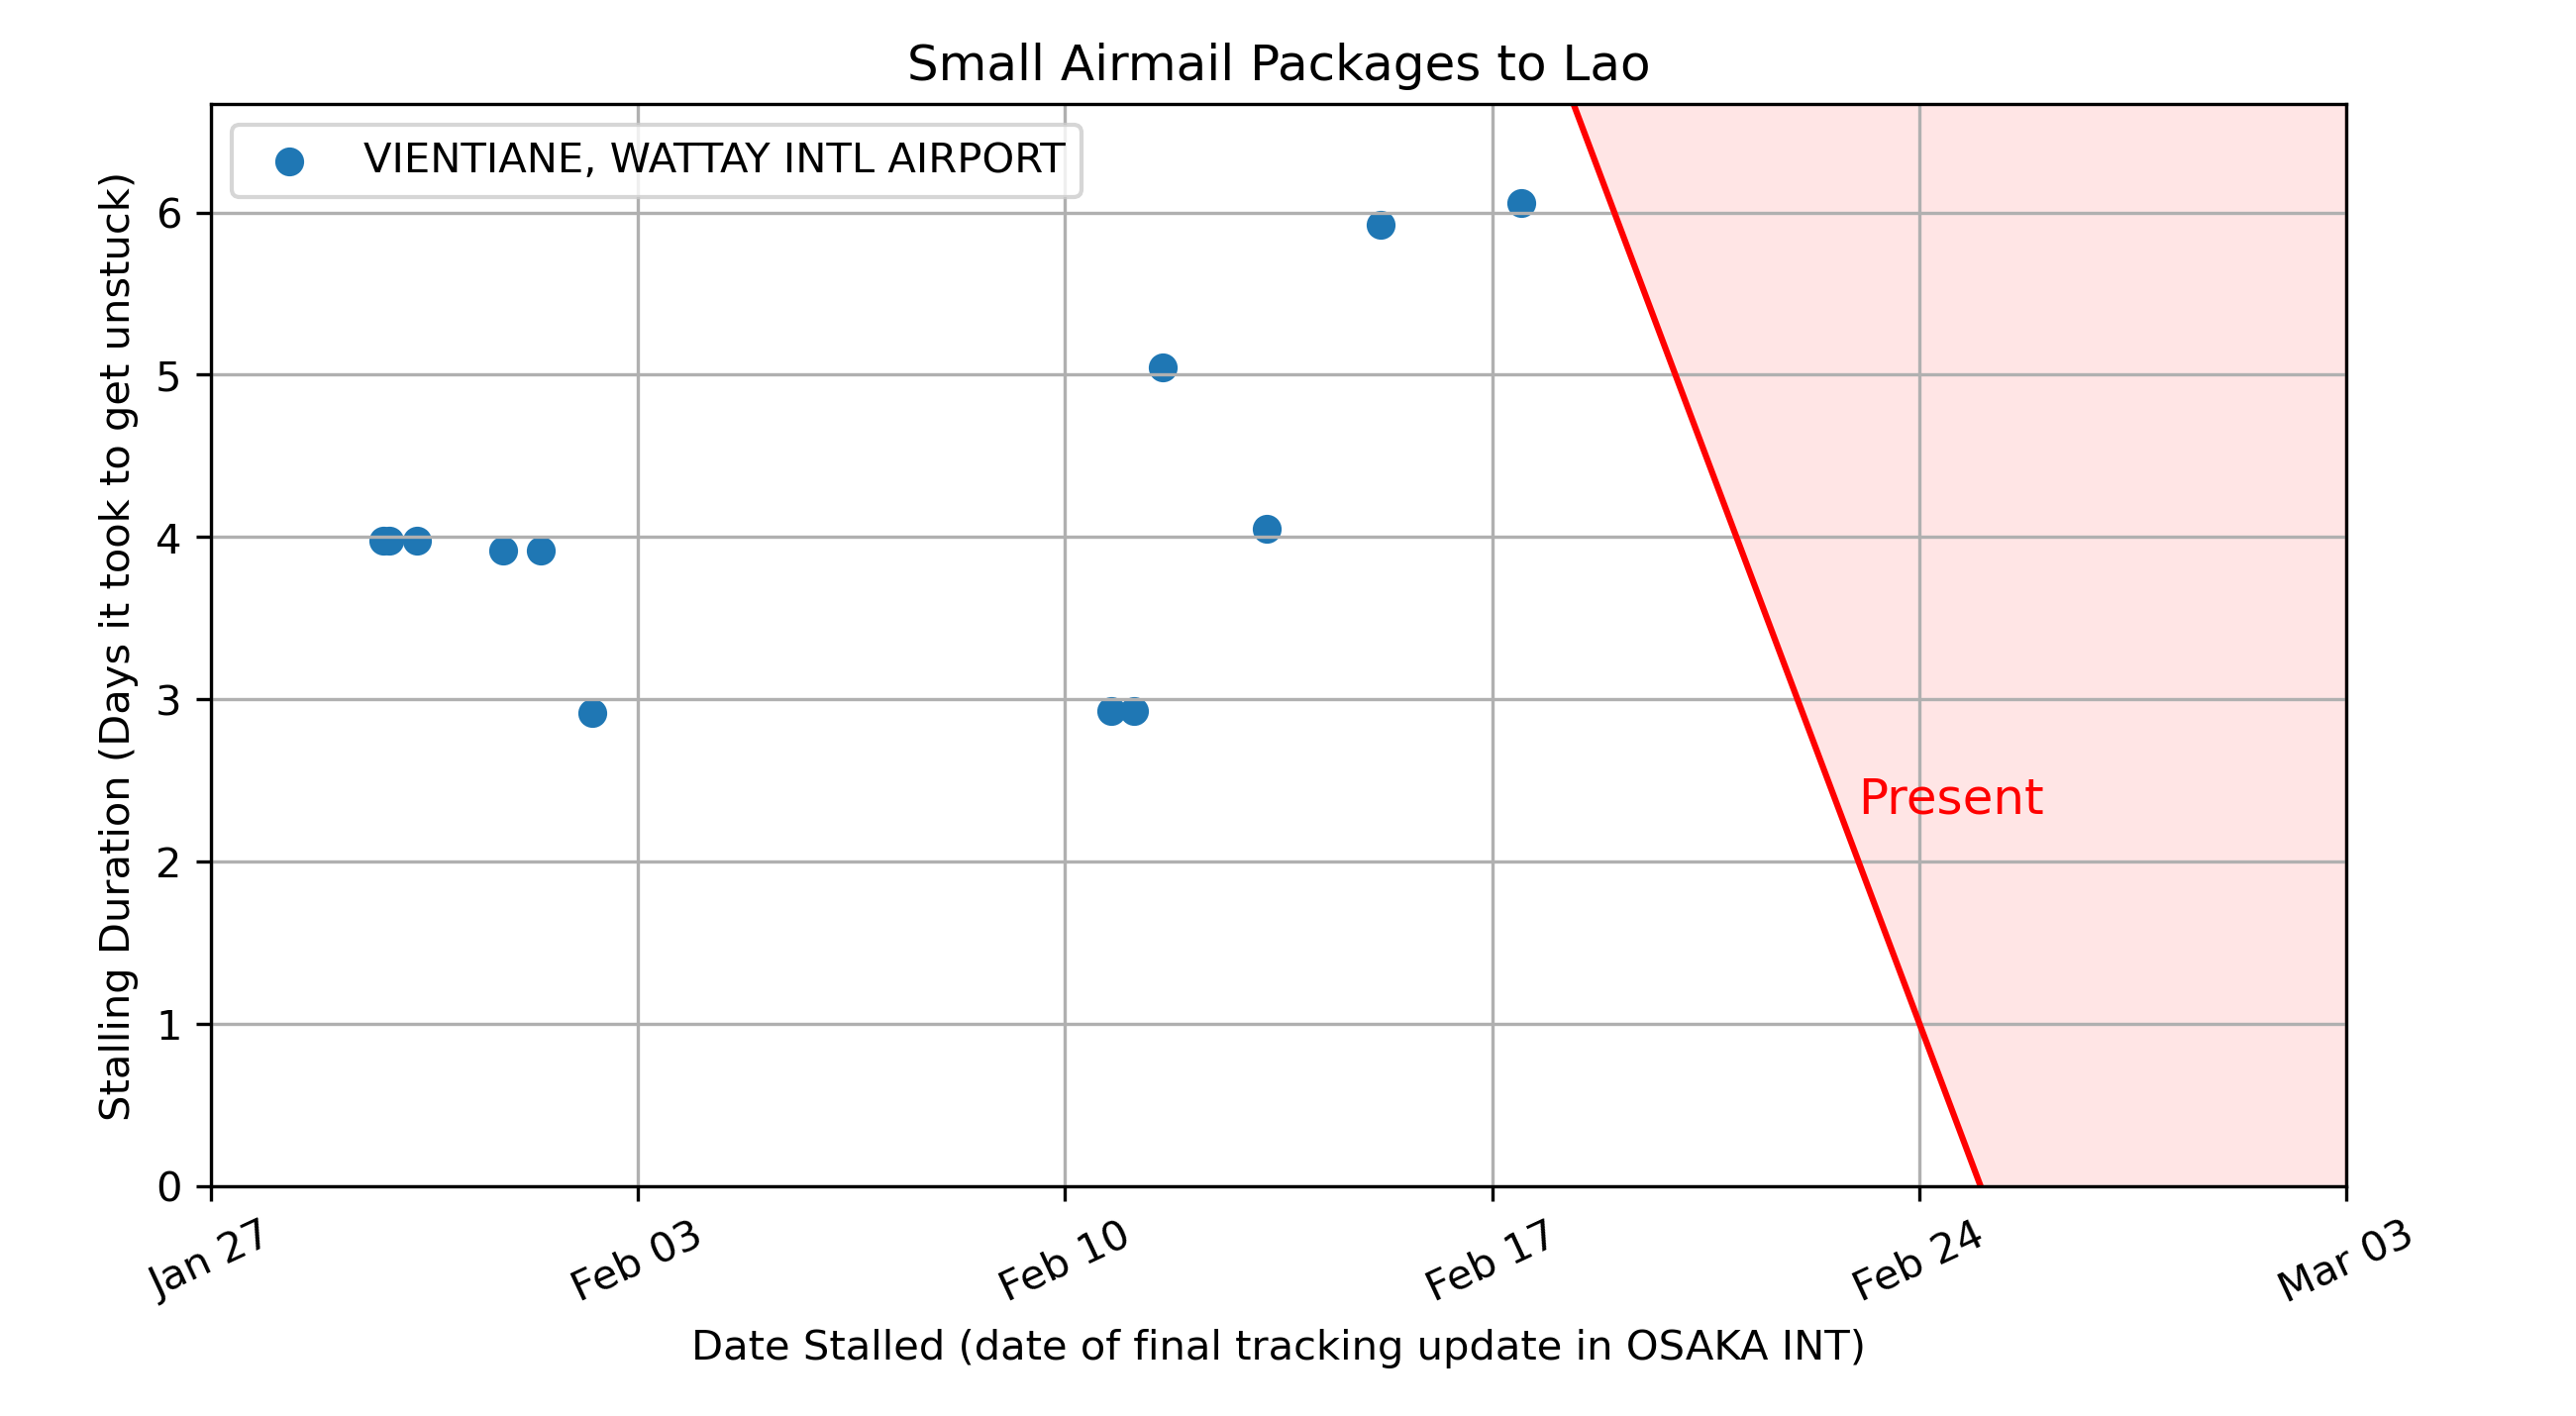 Small Airmail Packages to Lao
VIENTIANE, WATTAY INTL AIRPORT
Stalling Duration (Days it took to get unstuck)
6
5
4
3
2
1
0
Present
Jan 27
Feb 03
Feb 10
Feb 17
Feb 24
Mar 03
Date Stalled (date of final tracking update in OSAKA INT)